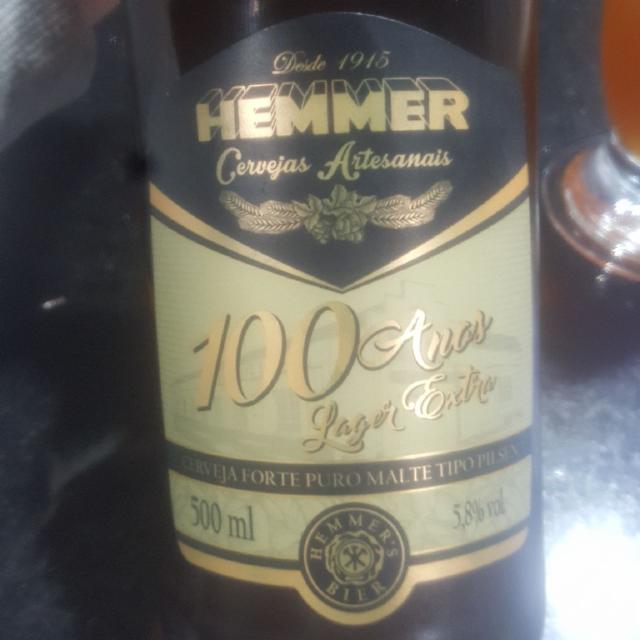 Desde 1915
HEMMER
Cervejas Artesanais
100 Anos
Lager Extra
CERVEJA FORTE PURO MALTE TIPO PILSEN
500 ml
5,8% vol.
HEMMER'S
BIER